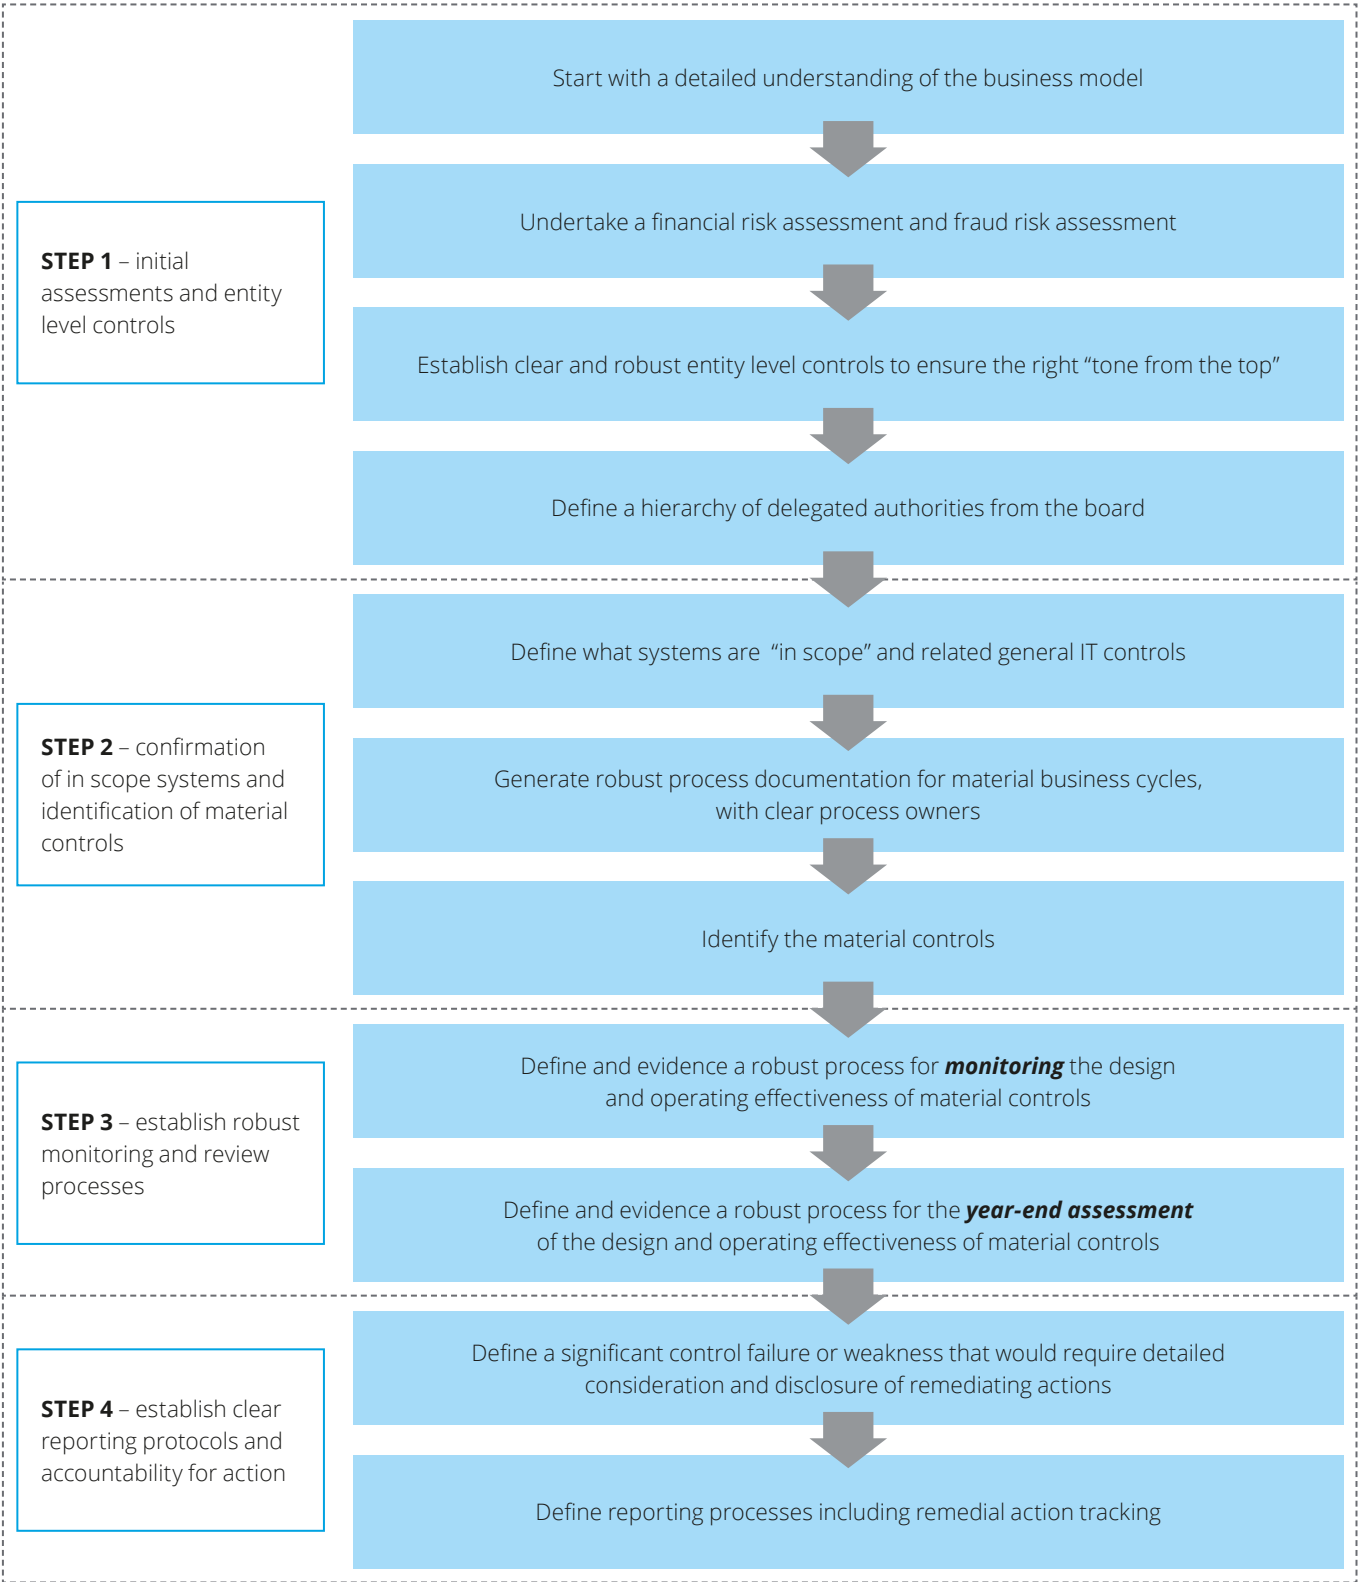 Start with a detailed understanding of the business model
Undertake a financial risk assessment and fraud risk assessment
STEP 1 – initial
assessments and entity
level controls
Establish clear and robust entity level controls to ensure the right “tone from the top”
Define a hierarchy of delegated authorities from the board
Define what systems are “in scope” and related general IT controls
STEP 2 – confirmation
of in scope systems and
identification of material
controls
Generate robust process documentation for material business cycles,
with clear process owners
Identify the material controls
Define and evidence a robust process for monitoring the design
and operating effectiveness of material controls
STEP 3 – establish robust
monitoring and review
processes
Define and evidence a robust process for the year-end assessment
of the design and operating effectiveness of material controls
Define a significant control failure or weakness that would require detailed
consideration and disclosure of remediating actions
STEP 4 – establish clear
reporting protocols and
accountability for action
Define reporting processes including remedial action tracking